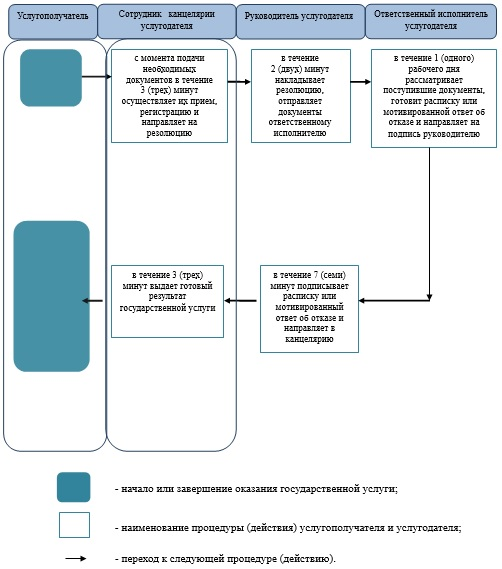 Услугополучатель
Сотрудник канцелярии
услугодателя
Руководитель услугодателя
Ответственный исполнитель
услугодателя
с момента подачи
необходимых
документов в течение
3 (трех) минут
осуществляет их прием,
регистрацию и
направляет на
резолюцию
в течение
2 (двух) минут
накладывает
резолюцию,
отправляет
документы
ответственному
исполнителю
в течение 1 (одного)
рабочего дня
рассматривает
поступившие документы,
готовит расписку или
мотивированной ответ об
отказе и направляет на
подпись руководителю
в течение 3 (трех)
минут выдает готовый
результат
государственной услуги
в течение 7 (семи)
минут подписывает
расписку или
мотивированный
ответ об отказе и
направляет в
канцелярию
- начало или завершение оказания государственной услуги;
- наименование процедуры (действия) услугополучателя и услугодателя;
- переход к следующей процедуре (действию).